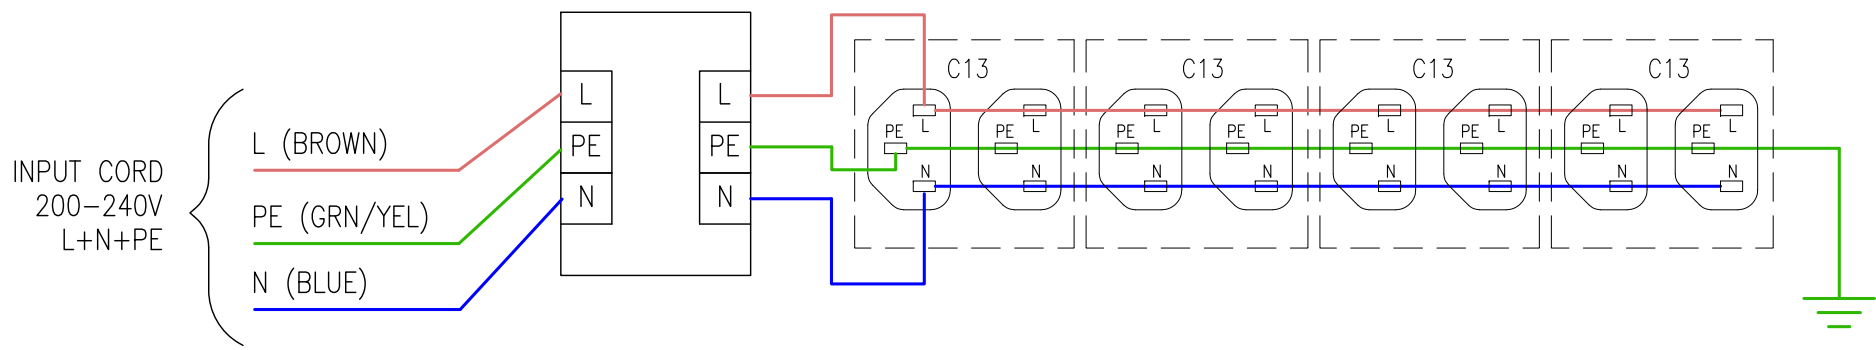 INPUT CORD
200-240V
L+N+PE
L (BROWN)
PE (GRN/YEL)
N (BLUE)
L
PE
N
L
PE
N
C13
PE
L
N
PE
L
N
C13
PE
L
N
PE
L
N
C13
PE
L
N
PE
L
N
C13
PE
L
N
PE
L
N